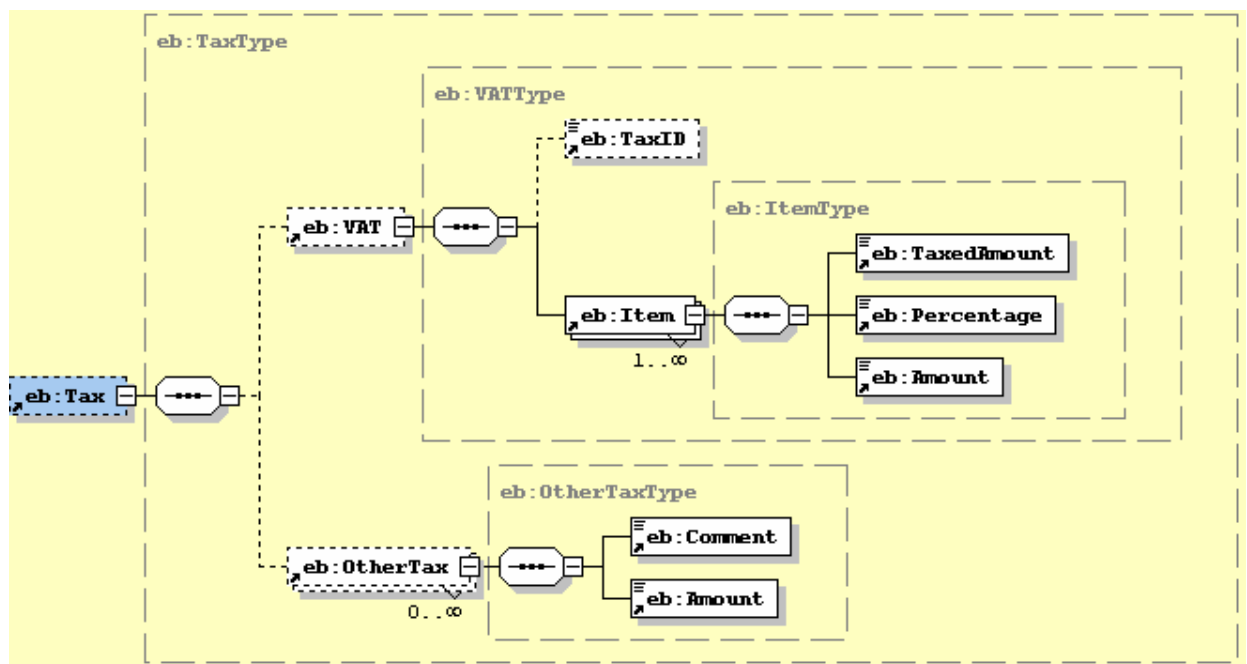 eb:TaxType
eb:VATType
eb:TaxID
eb:ItemType
eb:VAT
eb:TaxedAmount
eb:Item
eb:Percentage
1..∞
eb:Amount
eb:Tax
eb:OtherTaxType
eb:Comment
eb:OtherTax
eb:Amount
0..∞